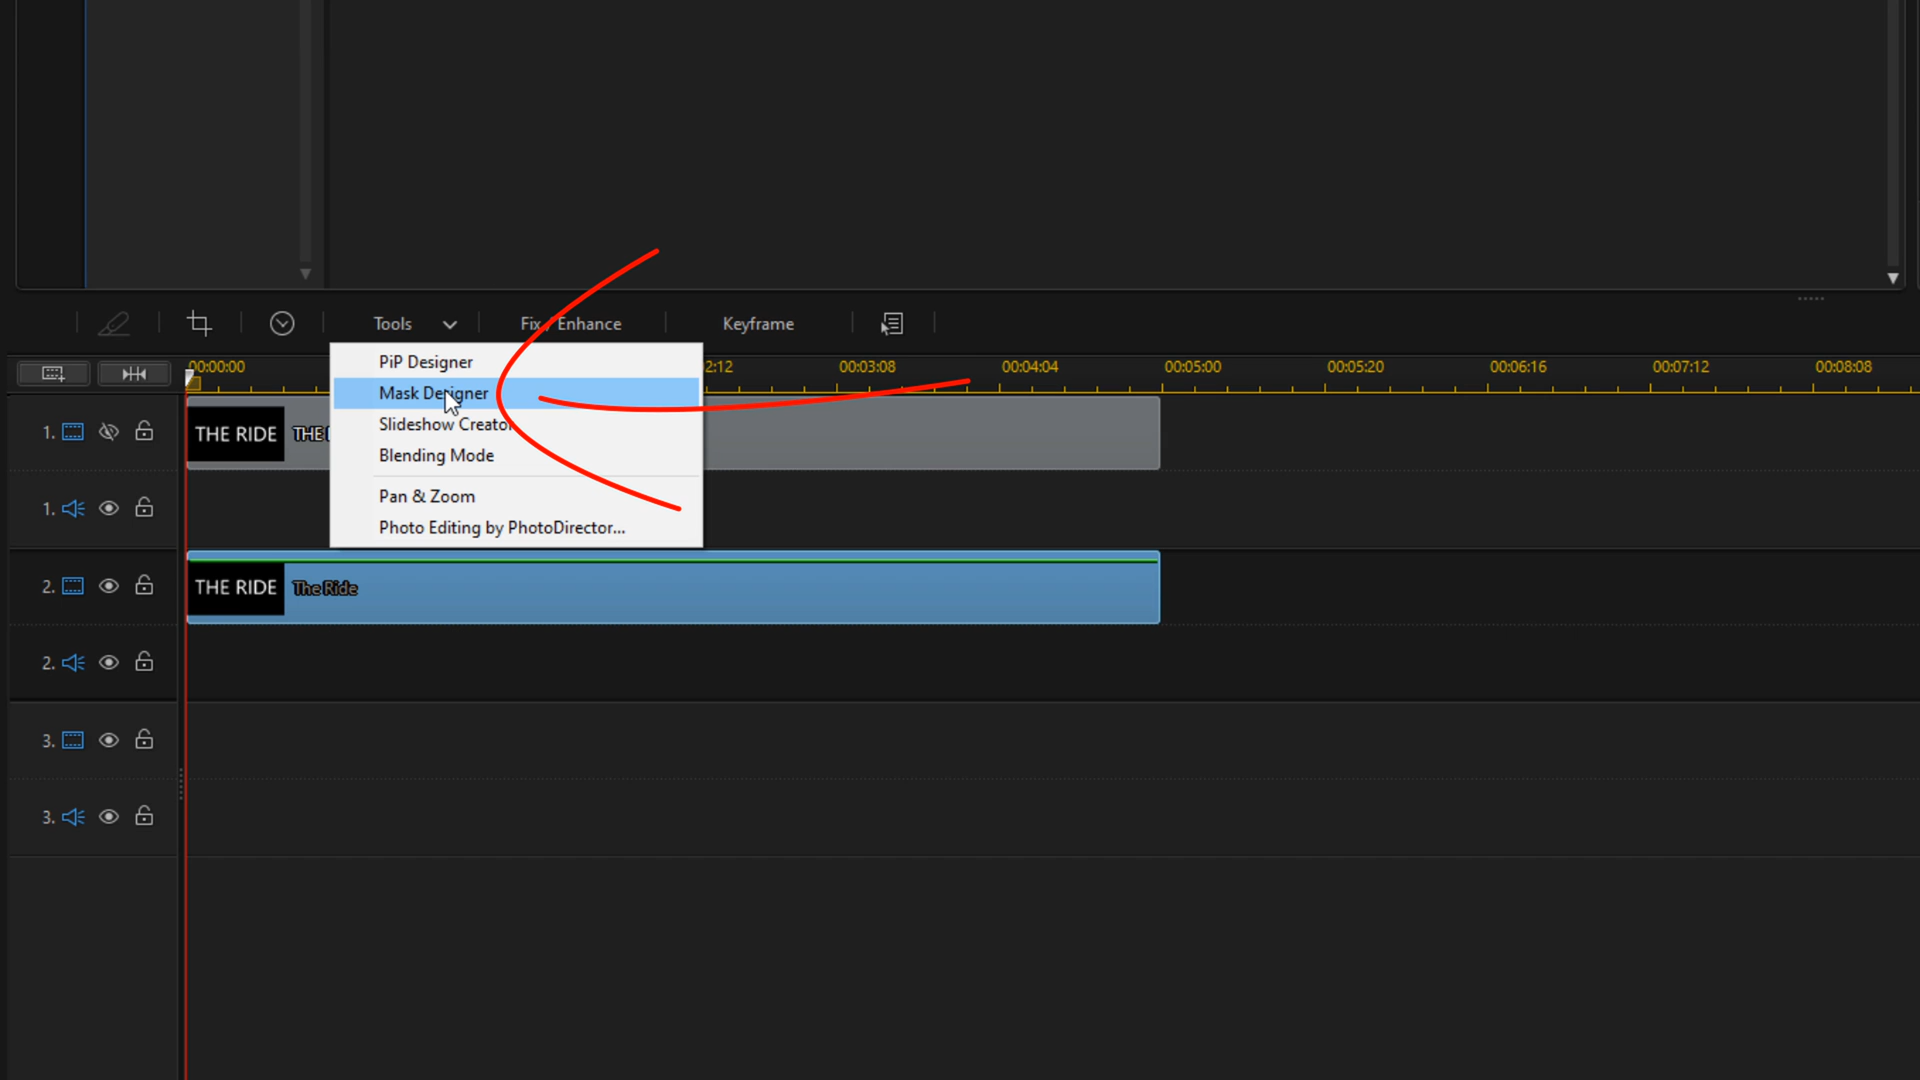 Tools Fix / Enhance Keyframe
PiP Designer
Mask Designer
Slideshow Creator
Blending Mode
Pan & Zoom
Photo Editing by PhotoDirector...
00:00:00 2:12 00:03:08 00:04:04 00:05:00 00:05:20 00:06:16 00:07:12 00:08:08
1. THE RIDE THE
1.
2. THE RIDE The Ride
2.
3.
3.